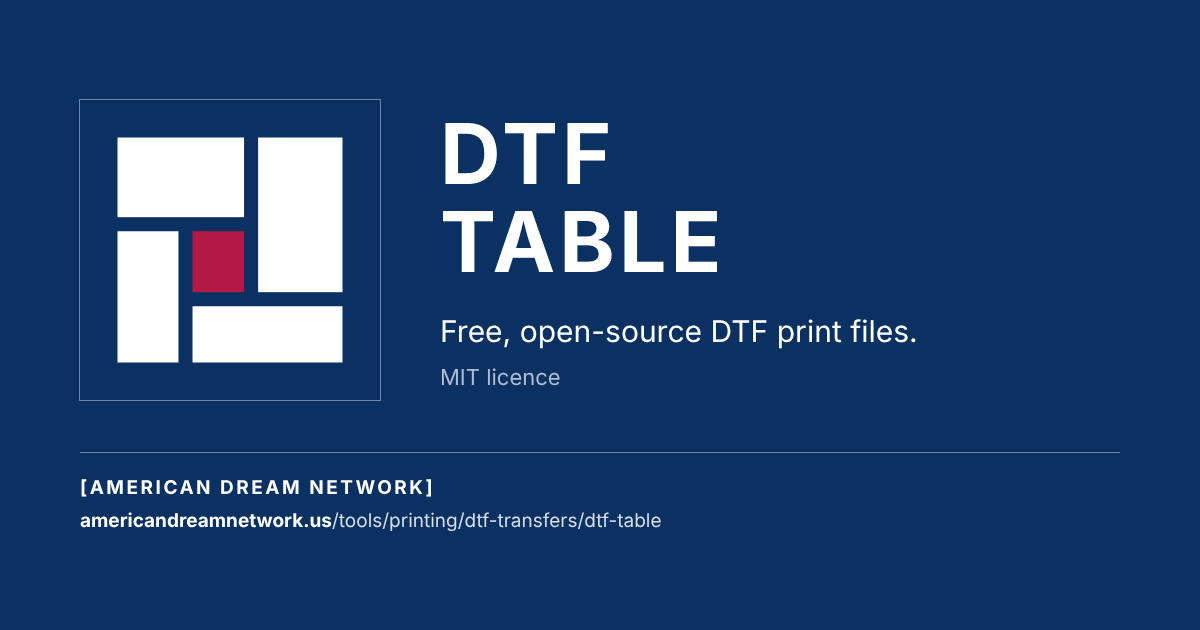 DTF
TABLE
Free, open-source DTF print files.
MIT licence
[AMERICAN DREAM NETWORK]
americandreamnetwork.us/tools/printing/dtf-transfers/dtf-table